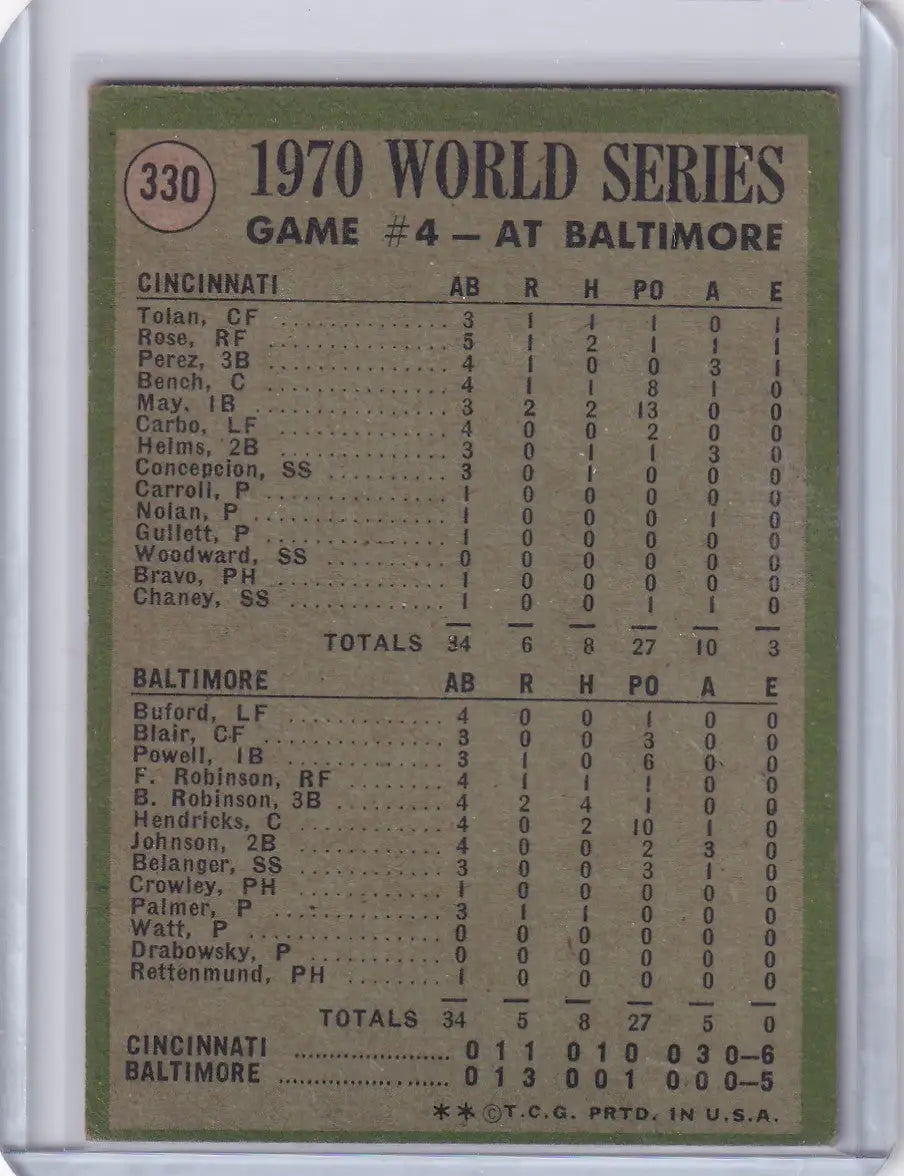 330
1970 WORLD SERIES
GAME #4 — AT BALTIMORE
CINCINNATI AB R H PO A E
Tolan, CF .............. 3 1 1 1 0 1
Rose, RF .............. 5 1 2 1 1 1
Perez, 3B .............. 4 1 0 0 3 1
Bench, C .............. 4 1 1 8 1 0
May, 1B .............. 3 2 2 13 0 0
Carbo, LF .............. 4 0 0 2 0 0
Helms, 2B .............. 3 0 1 1 3 0
Concepcion, SS .......... 3 0 1 0 0 0
Carroll, P .............. 1 0 0 0 0 0
Nolan, P .............. 1 0 0 0 1 0
Gullett, P .............. 1 0 0 0 0 0
Woodward, SS .......... 0 0 0 0 0 0
Bravo, PH .............. 1 0 0 0 0 0
Chaney, SS ............ 1 0 0 1 1 0
TOTALS 34 6 8 27 10 3
BALTIMORE AB R H PO A E
Buford, LF ............ 4 0 0 1 0 0
Blair, CF .............. 3 0 0 3 0 0
Powell, 1B ............ 3 1 0 6 0 0
F. Robinson, RF ........ 4 1 1 1 0 0
B. Robinson, 3B ........ 4 2 4 1 0 0
Hendricks, C .......... 4 0 2 10 1 0
Johnson, 2B ............ 4 0 0 2 3 0
Belanger, SS .......... 3 0 0 3 1 0
Crowley, PH .......... 1 0 0 0 0 0
Palmer, P .............. 3 1 1 0 0 0
Watt, P .............. 0 0 0 0 0 0
Drabowsky, P .......... 0 0 0 0 0 0
Rettenmund, PH ........ 1 0 0 0 0 0
TOTALS 34 5 8 27 5 0
CINCINNATI ........................ 0 1 1 0 1 0 0 3 0—6
BALTIMORE ........................ 0 1 3 0 0 1 0 0 0—5
**©T.C.G. PRTD. IN U.S.A.